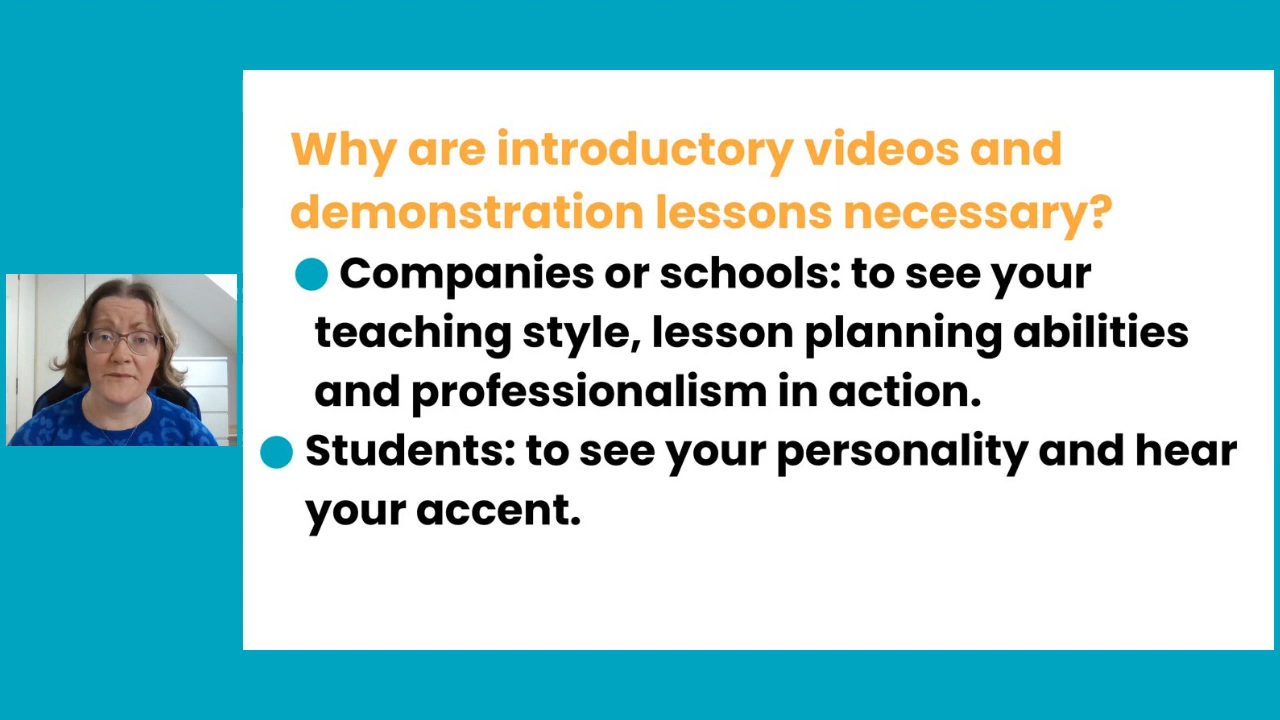 Why are introductory videos and
demonstration lessons necessary?
Companies or schools: to see your
teaching style, lesson planning abilities
and professionalism in action.
Students: to see your personality and hear
your accent.